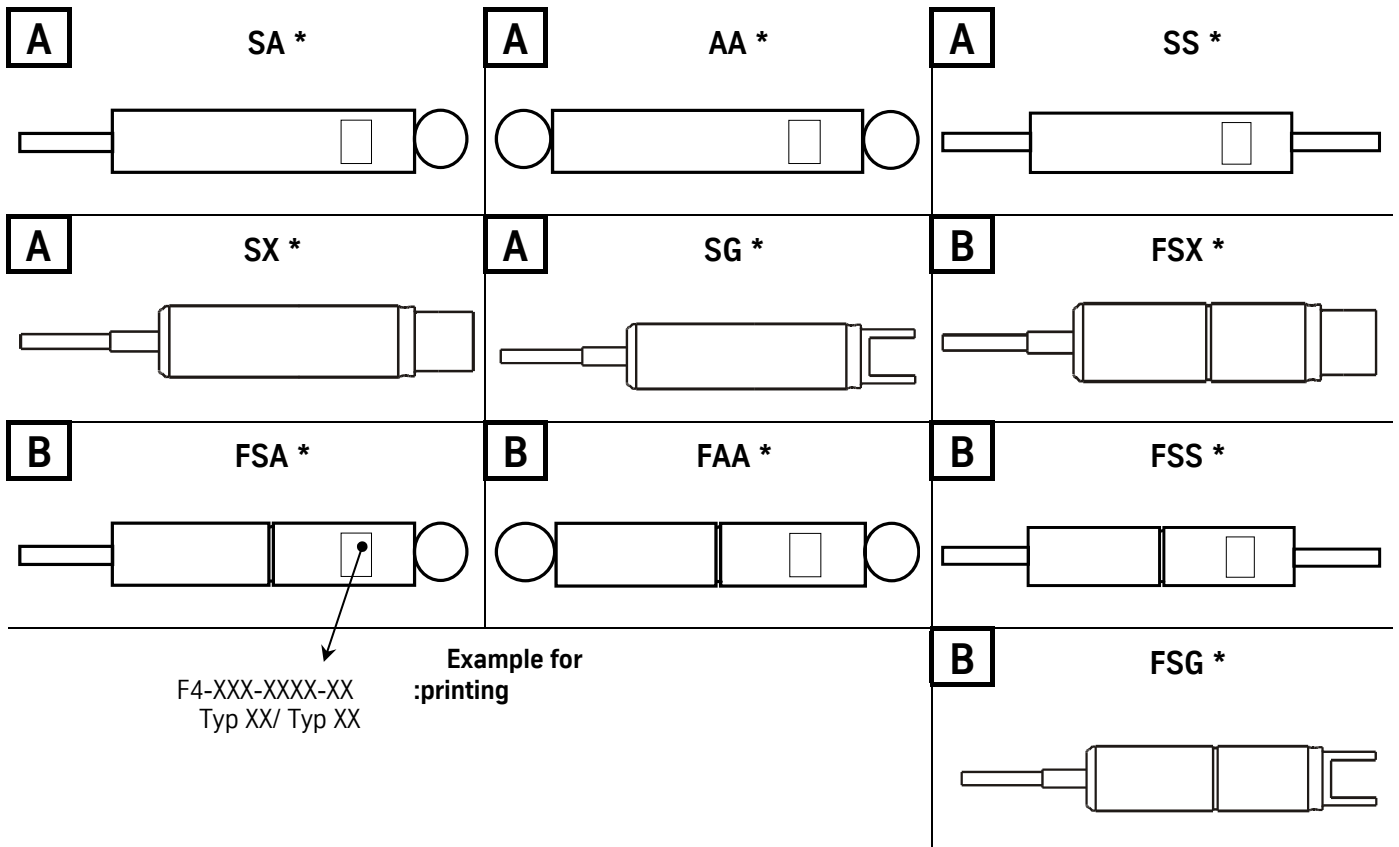 A
SA *
A
AA *
A
SS *
A
SX *
A
SG *
B
FSX *
B
FSA *
B
FAA *
B
FSS *
F4-XXX-XXXX-XX
Typ XX/ Typ XX
Example for
:printing
B
FSG *